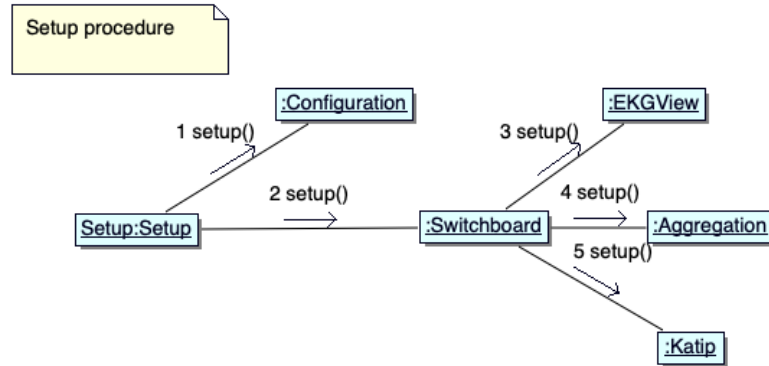 Setup procedure
:Configuration
:EKGView
1 setup()
3 setup()
2 setup()
4 setup()
Setup:Setup
:Switchboard
:Aggregation
5 setup()
:Katip